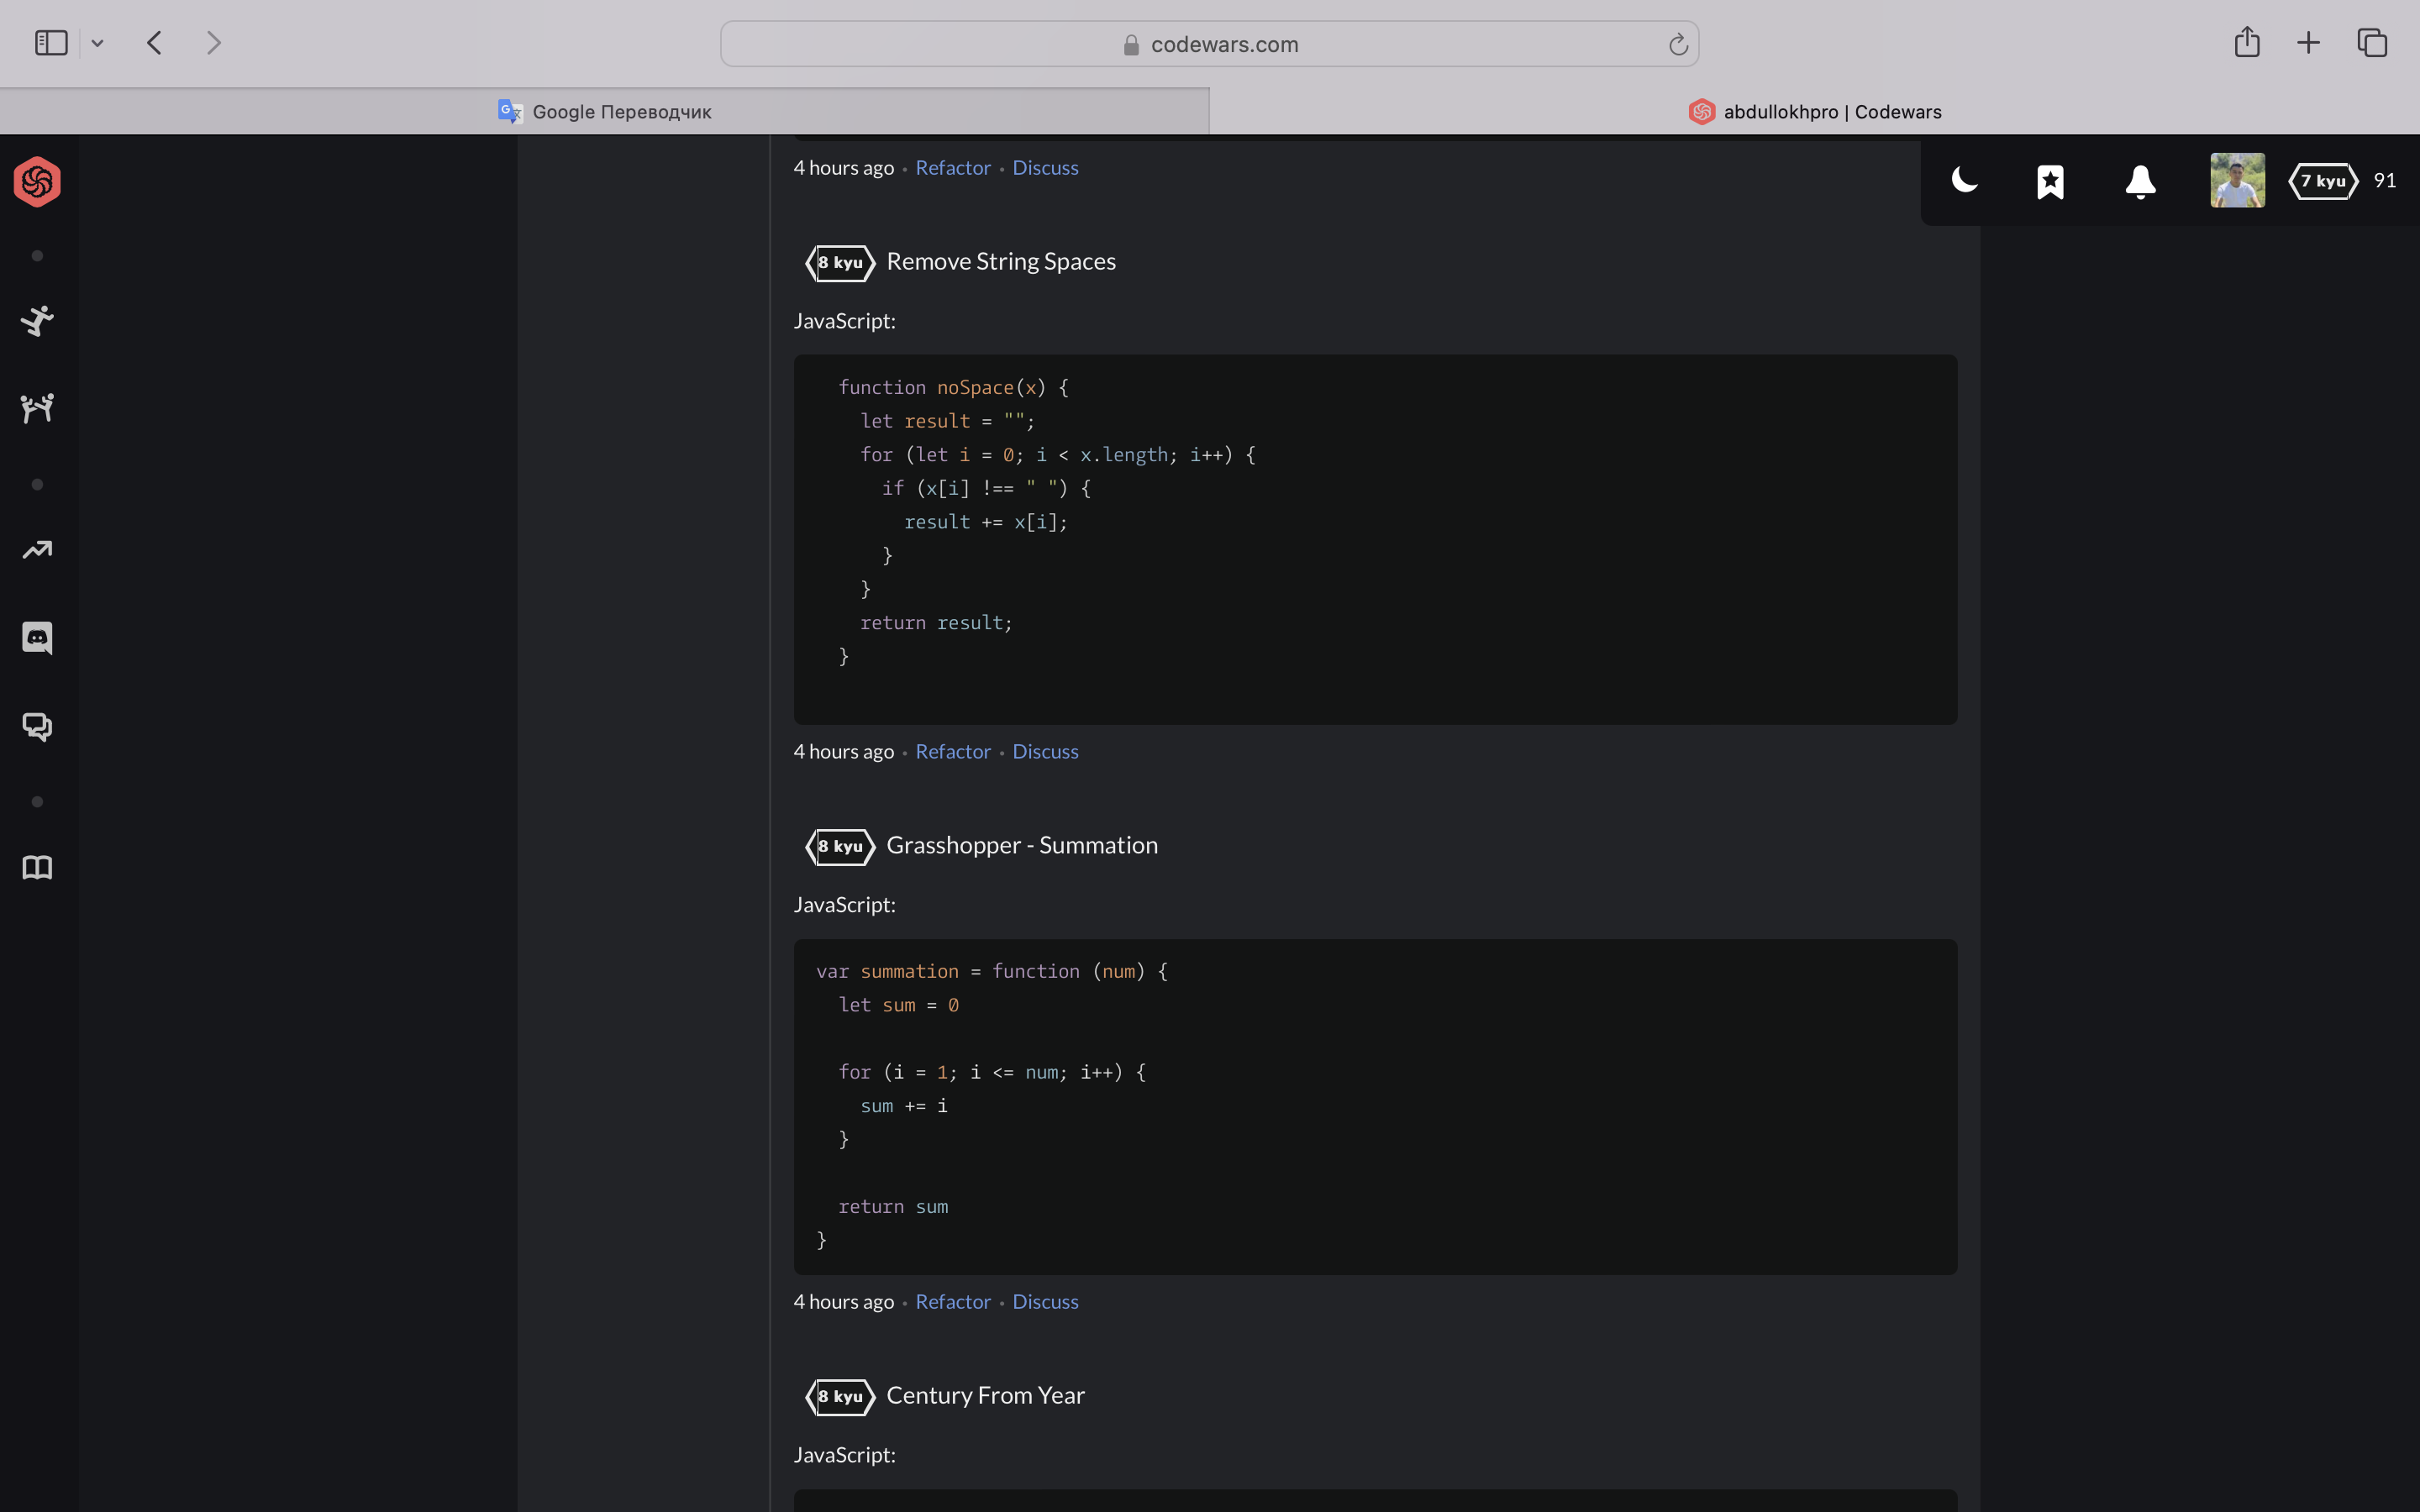 codewars.com
Google Переводчик
abdullokhpro | Codewars
4 hours ago • Refactor • Discuss
7 kyu 91
8 kyu Remove String Spaces
JavaScript:
function noSpace(x) {
let result = "";
for (let i = 0; i < x.length; i++) {
if (x[i] !== " ") {
result += x[i];
}
}
return result;
}
4 hours ago • Refactor • Discuss
8 kyu Grasshopper - Summation
JavaScript:
var summation = function (num) {
let sum = 0
for (i = 1; i <= num; i++) {
sum += i
}
return sum
}
4 hours ago • Refactor • Discuss
8 kyu Century From Year
JavaScript: